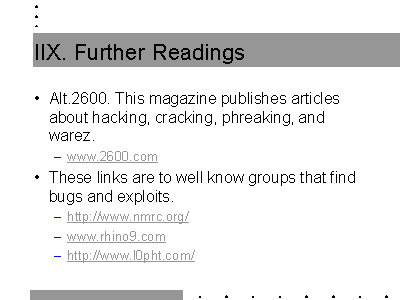 IIX. Further Readings
• Alt.2600. This magazine publishes articles
about hacking, cracking, phreaking, and
warez.
– www.2600.com
• These links are to well know groups that find
bugs and exploits.
– http://www.nmrc.org/
– www.rhino9.com
– http://www.l0pht.com/